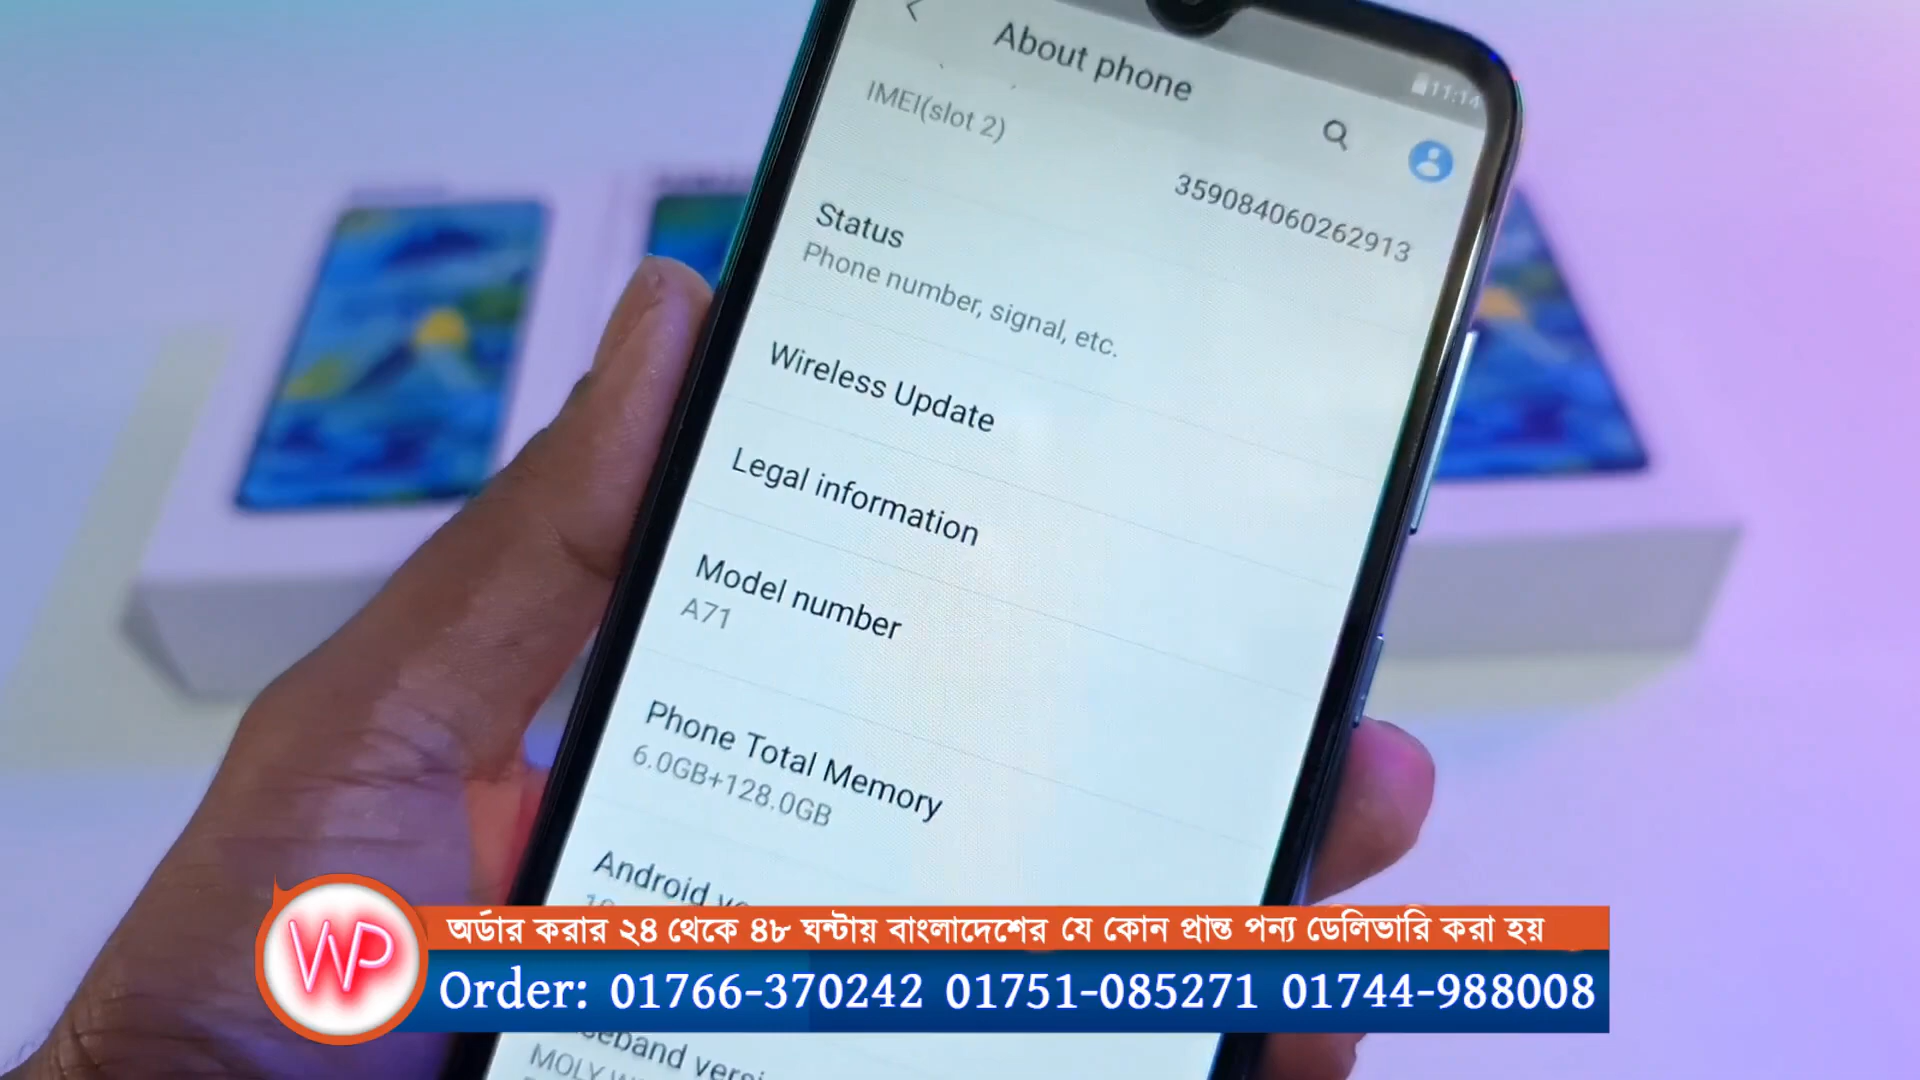 About phone
11:14
IMEI(slot 2)
359084060262913
Status
Phone number, signal, etc.
Wireless Update
Legal information
Model number
A71
Phone Total Memory
6.0GB+128.0GB
Android
WP
অর্ডার করার ২৪ থেকে ৪৮ ঘন্টায় বাংলাদেশের যে কোন প্রান্ত পন্য ডেলিভারি করা হয়
Order: 01766-370242 01751-085271 01744-988008
MOLY